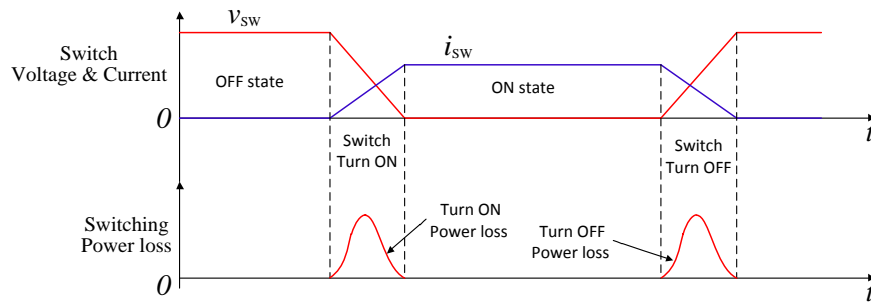 v_SW
i_SW
Switch
Voltage & Current
OFF state
ON state
0
t
Switch
Turn ON
Switch
Turn OFF
Switching
Power loss
Turn ON
Power loss
Turn OFF
Power loss
0
t